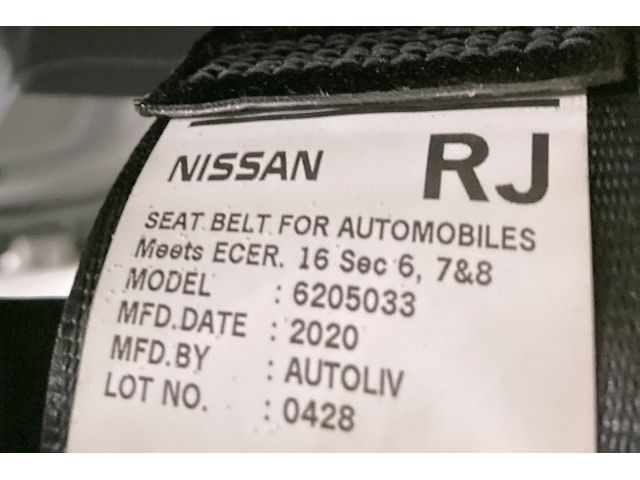 NISSAN RJ
SEAT BELT FOR AUTOMOBILES
Meets ECER. 16 Sec 6, 7&8
MODEL : 6205033
MFD.DATE : 2020
MFD.BY : AUTOLIV
LOT NO. : 0428